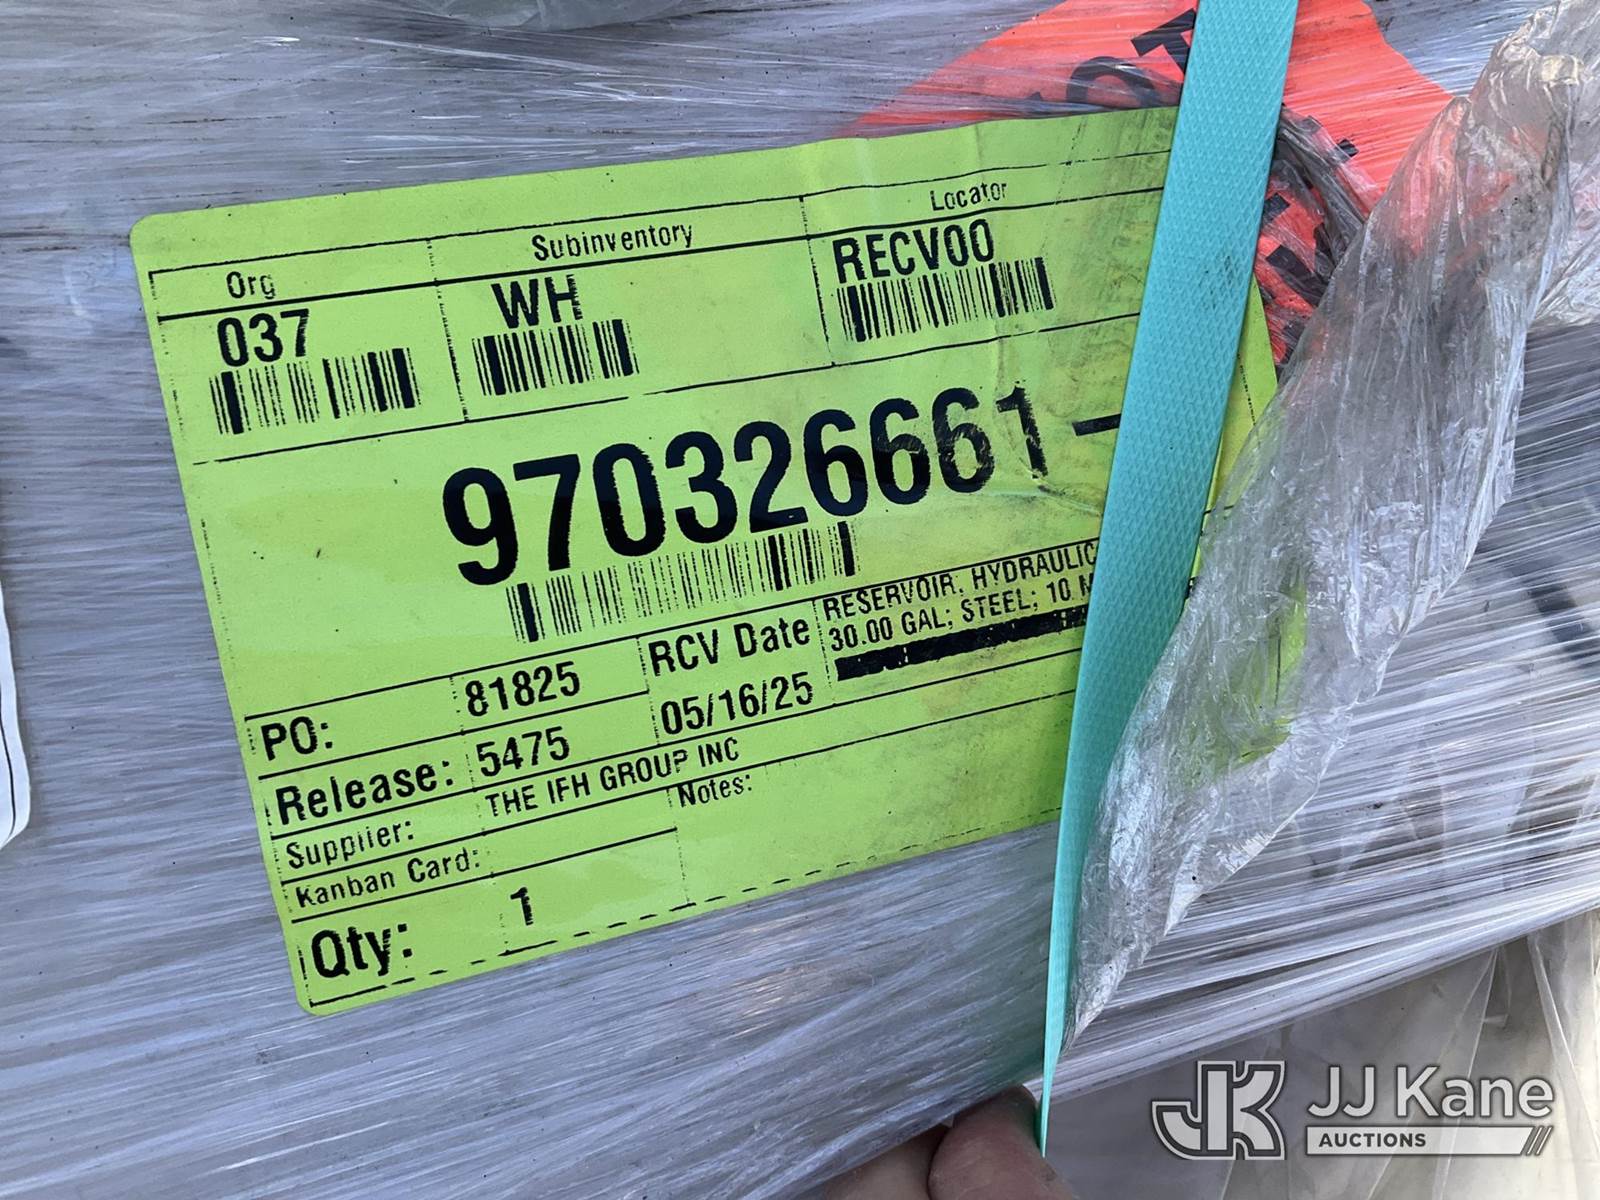 Org
Subinventory
Locator
037
WH
RECV00
970326661-
RESERVOIR, HYDRAULIC
30.00 GAL; STEEL; 10 M
PO: 81825
RCV Date
Release: 5475
05/16/25
Supplier: THE IFH GROUP INC
Kanban Card:
Notes:
Qty: 1
JK JJ Kane
AUCTIONS